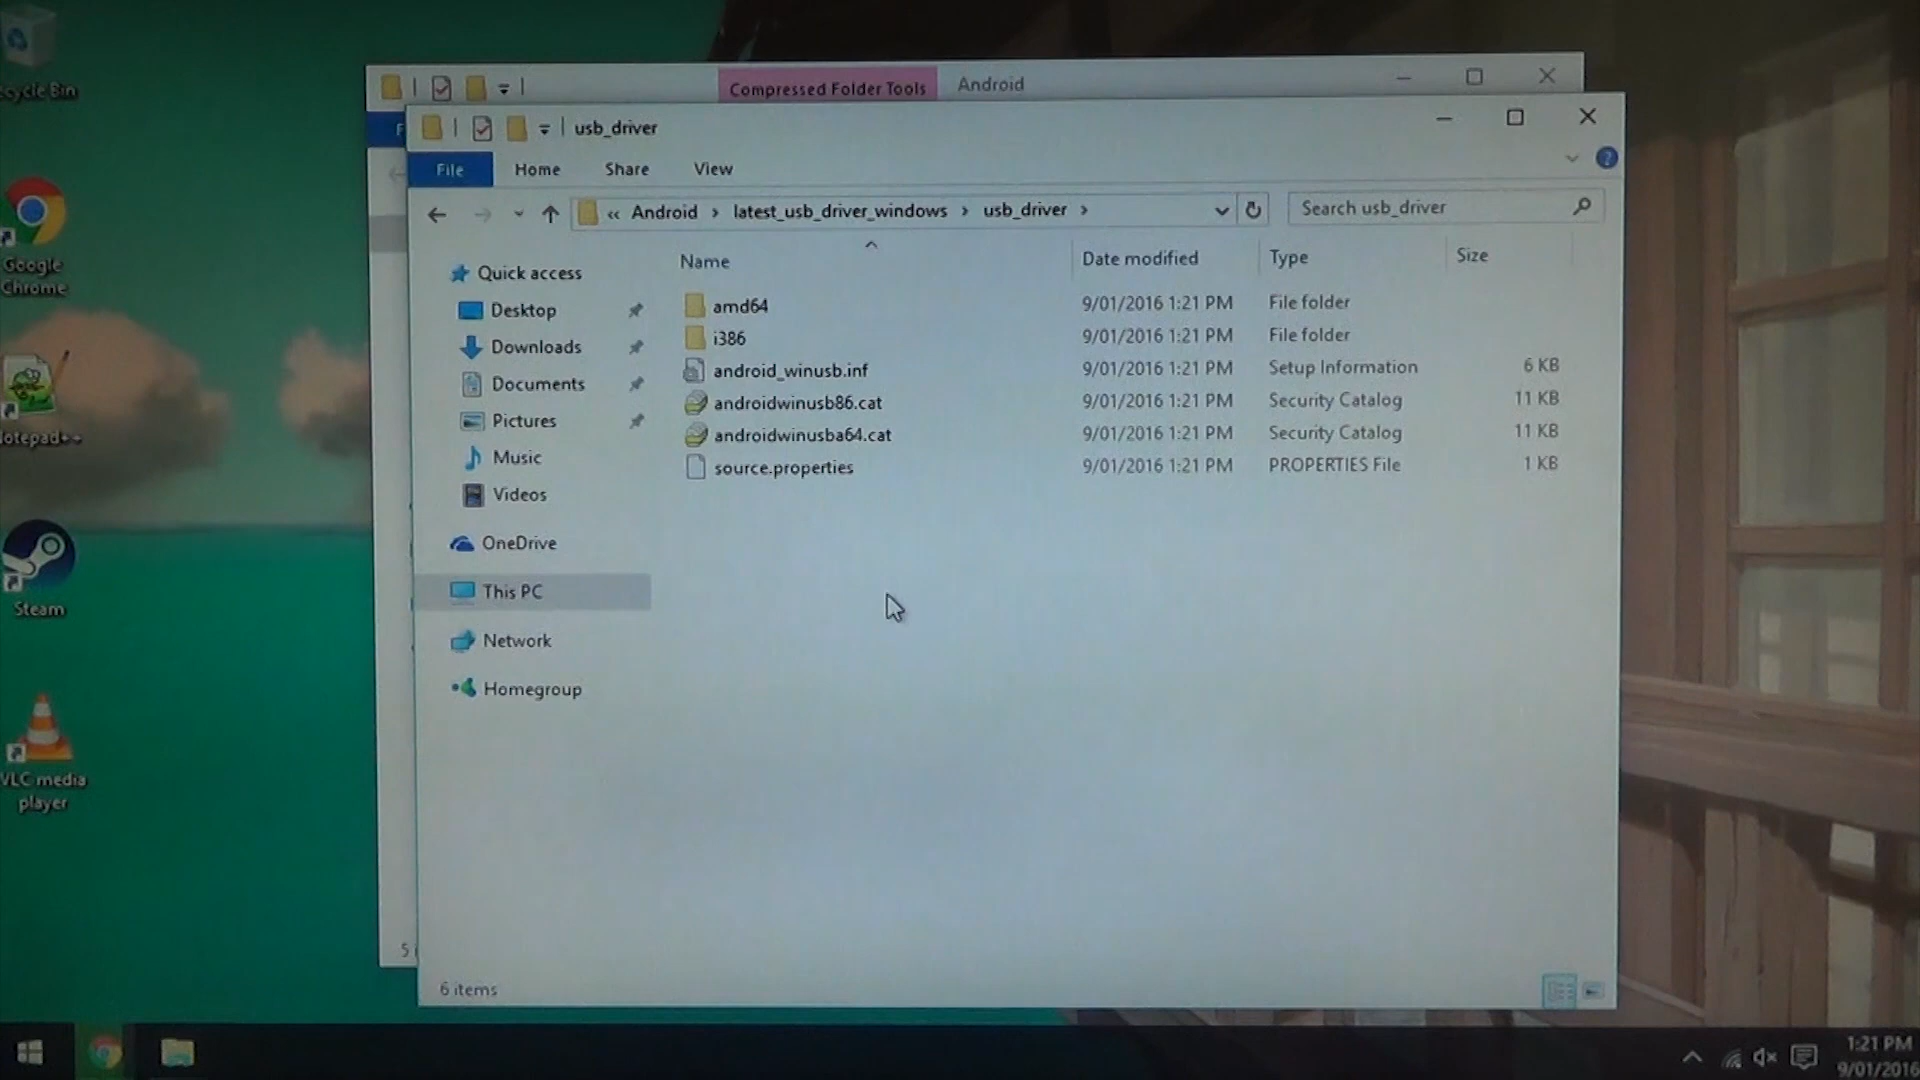 ecycle Bin
Google
Chrome
otepad++
Steam
VLC media
player
Compressed Folder Tools
Android
usb_driver
File
Home
Share
View
« Android > latest_usb_driver_windows > usb_driver >
Search usb_driver
Name
Date modified
Type
Size
Quick access
Desktop
Downloads
Documents
Pictures
Music
Videos
OneDrive
This PC
Network
Homegroup
amd64 9/01/2016 1:21 PM File folder
i386 9/01/2016 1:21 PM File folder
android_winusb.inf 9/01/2016 1:21 PM Setup Information 6 KB
androidwinusb86.cat 9/01/2016 1:21 PM Security Catalog 11 KB
androidwinusba64.cat 9/01/2016 1:21 PM Security Catalog 11 KB
source.properties 9/01/2016 1:21 PM PROPERTIES File 1 KB
5
6 items
1:21 PM
9/01/2016